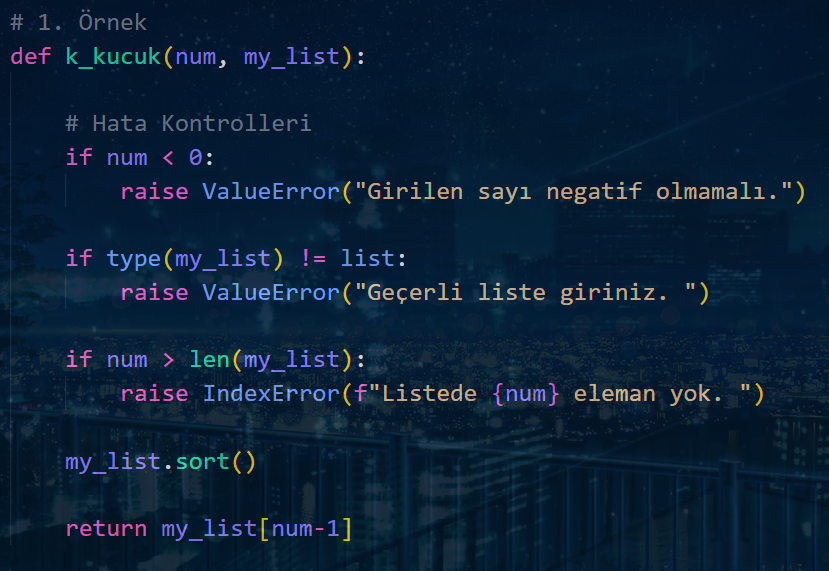 # 1. Örnek
def k_kucuk(num, my_list):
    # Hata Kontrolleri
    if num < 0:
        raise ValueError("Girilen sayı negatif olmamalı.")
    if type(my_list) != list:
        raise ValueError("Geçerli liste giriniz. ")
    if num > len(my_list):
        raise IndexError(f"Listede {num} eleman yok. ")
    my_list.sort()
    return my_list[num-1]